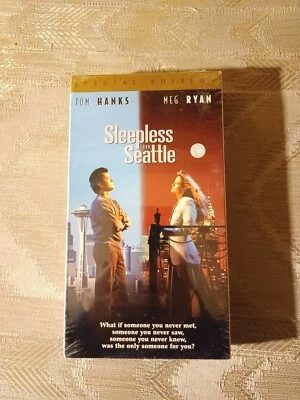 SPECIAL EDITION
TOM HANKS MEG RYAN
Sleepless
in
Seattle
What if someone you never met,
someone you never saw,
someone you never knew,
was the only someone for you?